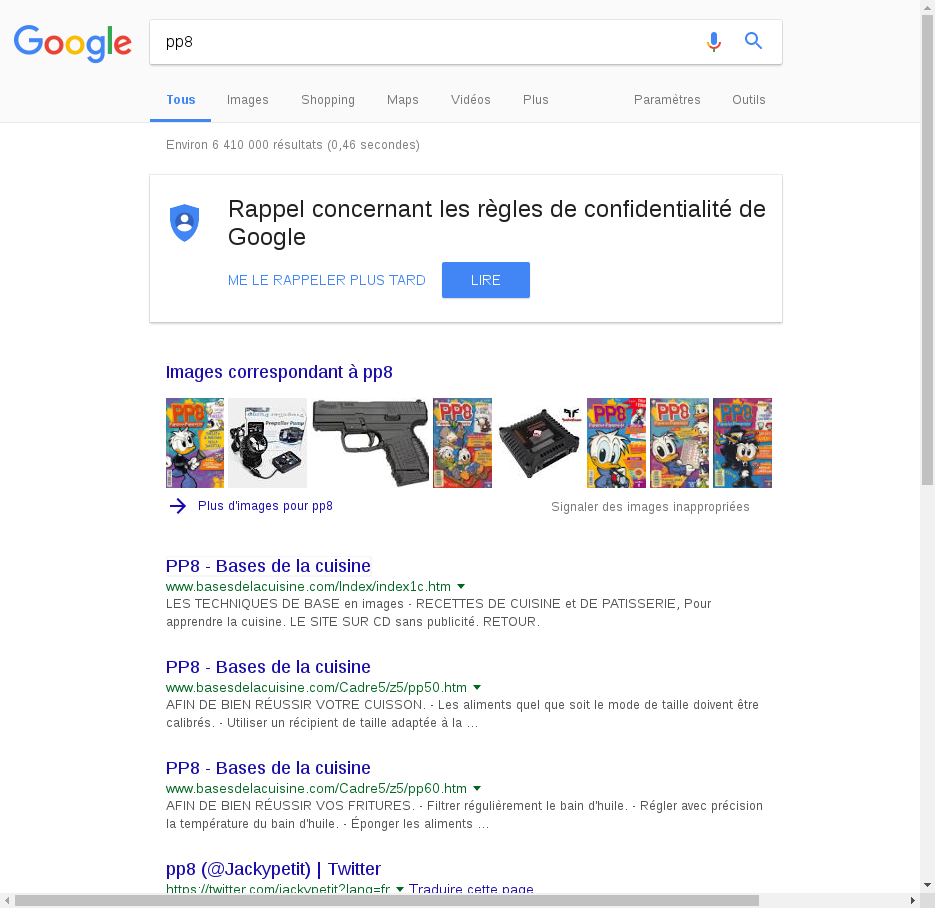 Google
pp8
Tous Images Shopping Maps Vidéos Plus Paramètres Outils
Environ 6 410 000 résultats (0,46 secondes)
Rappel concernant les règles de confidentialité de
Google
ME LE RAPPELER PLUS TARD LIRE
Images correspondant à pp8
PP8 PP8 PP8 PP8 PP8
Plus d'images pour pp8 Signaler des images inappropriées
PP8 - Bases de la cuisine
www.basesdelacuisine.com/Index/index1c.htm
LES TECHNIQUES DE BASE en images - RECETTES DE CUISINE et DE PATISSERIE, Pour
apprendre la cuisine. LE SITE SUR CD sans publicité. RETOUR.
PP8 - Bases de la cuisine
www.basesdelacuisine.com/Cadre5/z5/pp50.htm
AFIN DE BIEN RÉUSSIR VOTRE CUISSON. - Les aliments quel que soit le mode de taille doivent être
calibrés. - Utiliser un récipient de taille adaptée à la ...
PP8 - Bases de la cuisine
www.basesdelacuisine.com/Cadre5/z5/pp60.htm
AFIN DE BIEN RÉUSSIR VOS FRITURES. - Filtrer régulièrement le bain d'huile. - Régler avec précision
la température du bain d'huile. - Éponger les aliments ...
pp8 (@Jackypetit) | Twitter
https://twitter.com/jackypetit?lang=fr Traduire cette page